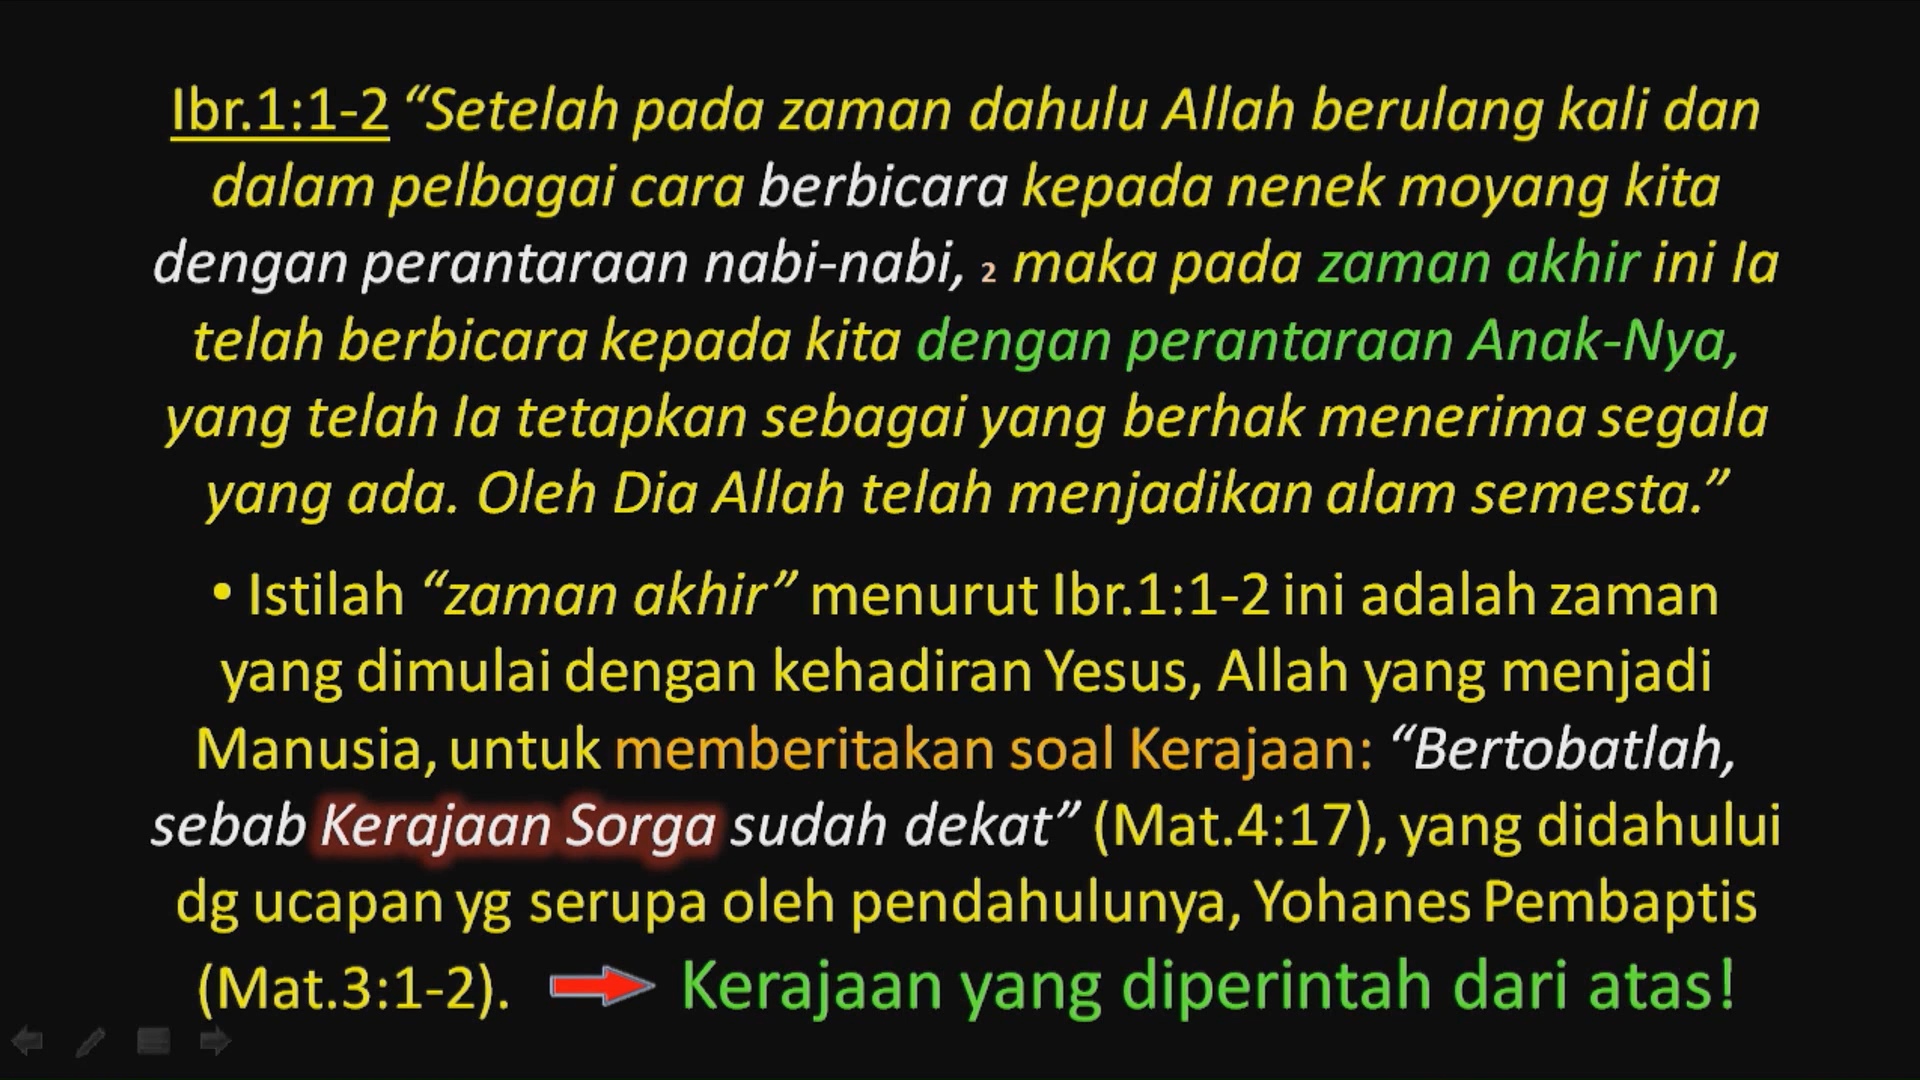 Ibr.1:1-2 “Setelah pada zaman dahulu Allah berulang kali dan
dalam pelbagai cara berbicara kepada nenek moyang kita
dengan perantaraan nabi-nabi, 2 maka pada zaman akhir ini Ia
telah berbicara kepada kita dengan perantaraan Anak-Nya,
yang telah Ia tetapkan sebagai yang berhak menerima segala
yang ada. Oleh Dia Allah telah menjadikan alam semesta.”
• Istilah “zaman akhir” menurut Ibr.1:1-2 ini adalah zaman
yang dimulai dengan kehadiran Yesus, Allah yang menjadi
Manusia, untuk memberitakan soal Kerajaan: “Bertobatlah,
sebab Kerajaan Sorga sudah dekat” (Mat.4:17), yang didahului
dg ucapan yg serupa oleh pendahulunya, Yohanes Pembaptis
(Mat.3:1-2). Kerajaan yang diperintah dari atas!